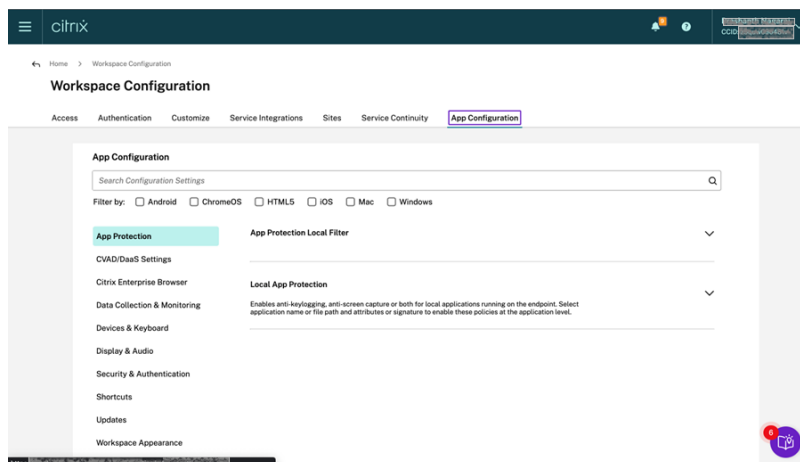 citrix
8
?
CCID:
Home > Workspace Configuration
Workspace Configuration
Access Authentication Customize Service Integrations Sites Service Continuity App Configuration
App Configuration
Search Configuration Settings
Filter by: Android ChromeOS HTML5 iOS Mac Windows
App Protection
CVAD/DaaS Settings
Citrix Enterprise Browser
Data Collection & Monitoring
Devices & Keyboard
Display & Audio
Security & Authentication
Shortcuts
Updates
Workspace Appearance
App Protection Local Filter
Local App Protection
Enables anti-keylogging, anti-screen capture or both for local applications running on the endpoint. Select
application name or file path and attributes or signature to enable these policies at the application level.
6